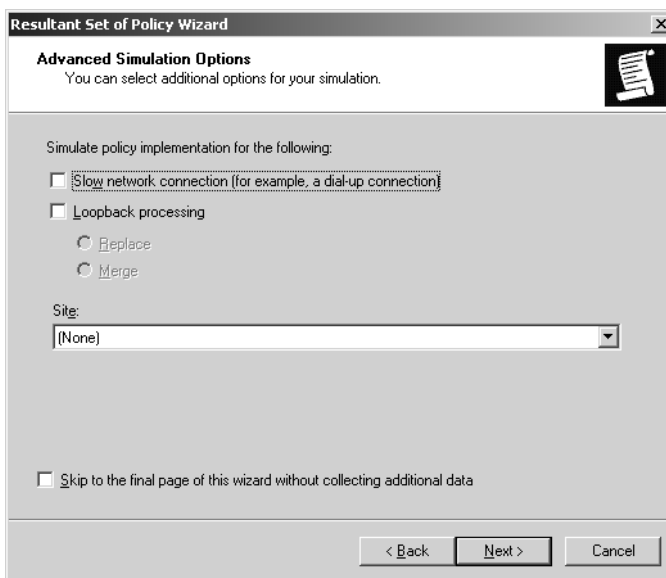 Resultant Set of Policy Wizard
Advanced Simulation Options
You can select additional options for your simulation.
Simulate policy implementation for the following:
Slow network connection (for example, a dial-up connection)
Loopback processing
Replace
Merge
Site:
(None)
Skip to the final page of this wizard without collecting additional data
< Back Next > Cancel